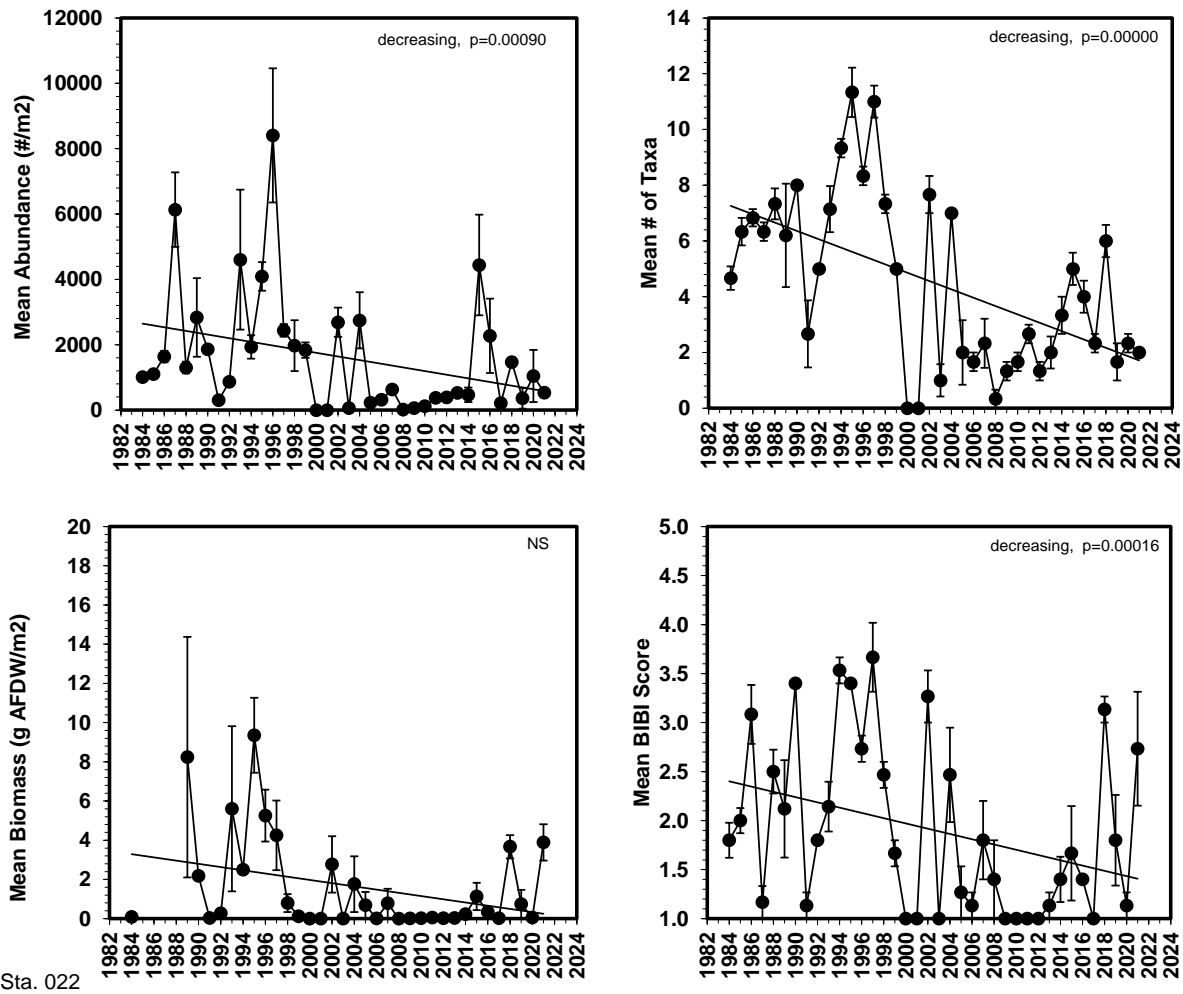 12000
10000
8000
6000
4000
2000
0
Mean Abundance (#/m2)
decreasing, p=0.00090
1982 1984 1986 1988 1990 1992 1994 1996 1998 2000 2002 2004 2006 2008 2010 2012 2014 2016 2018 2020 2022 2024
14
12
10
8
6
4
2
0
Mean # of Taxa
decreasing, p=0.00000
1982 1984 1986 1988 1990 1992 1994 1996 1998 2000 2002 2004 2006 2008 2010 2012 2014 2016 2018 2020 2022 2024
20
18
16
14
12
10
8
6
4
2
0
Mean Biomass (g AFDW/m2)
NS
1982 1984 1986 1988 1990 1992 1994 1996 1998 2000 2002 2004 2006 2008 2010 2012 2014 2016 2018 2020 2022 2024
5.0
4.5
4.0
3.5
3.0
2.5
2.0
1.5
1.0
Mean BIBI Score
decreasing, p=0.00016
1982 1984 1986 1988 1990 1992 1994 1996 1998 2000 2002 2004 2006 2008 2010 2012 2014 2016 2018 2020 2022 2024
Sta. 022